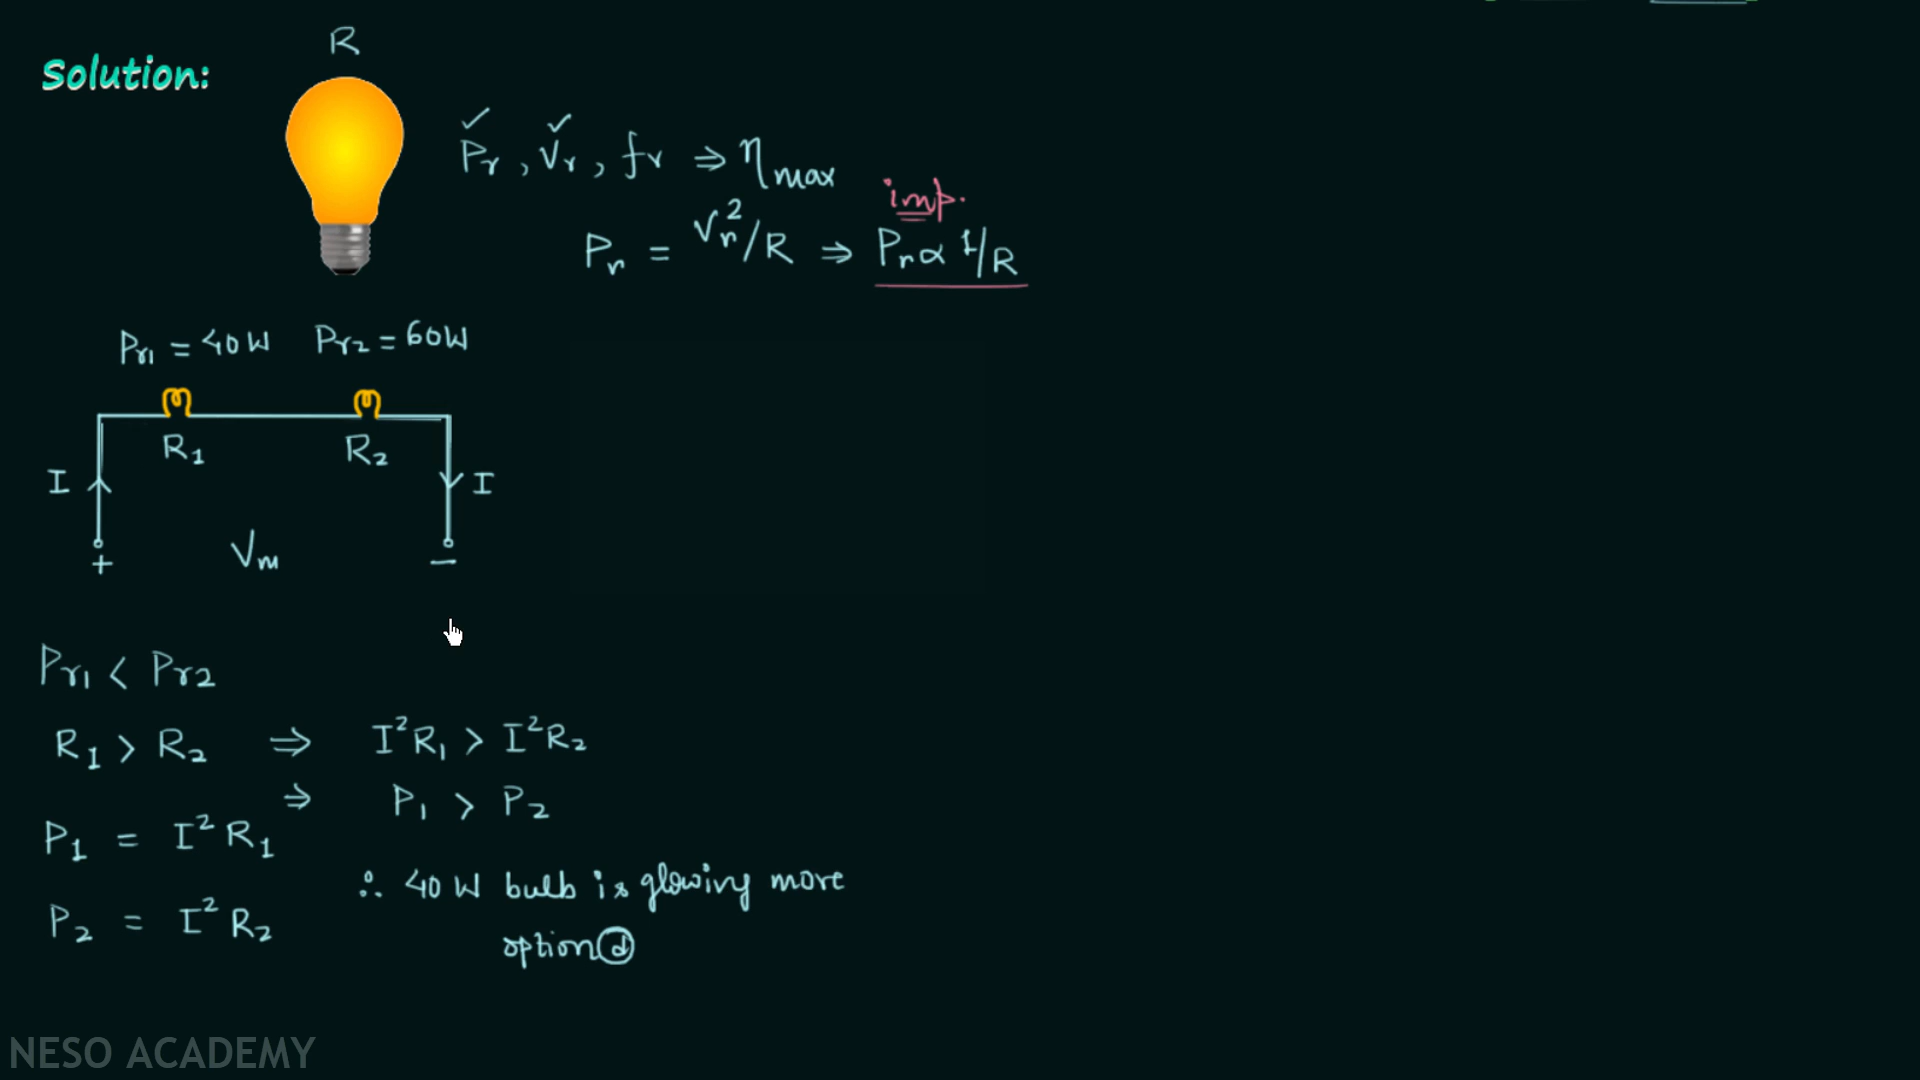 R
Solution:
Pr , Vr , fr ⇒ ηmax
imp.
Pr = Vr²/R ⇒ Pr ∝ 1/R
Pr1 = 40W Pr2 = 60W
R1 R2
I I
+ Vm −
Pr1 < Pr2
R1 > R2 ⇒ I²R1 > I²R2
⇒ P1 > P2
P1 = I²R1
∴ 40 W bulb is glowing more
P2 = I²R2
option d
NESO ACADEMY